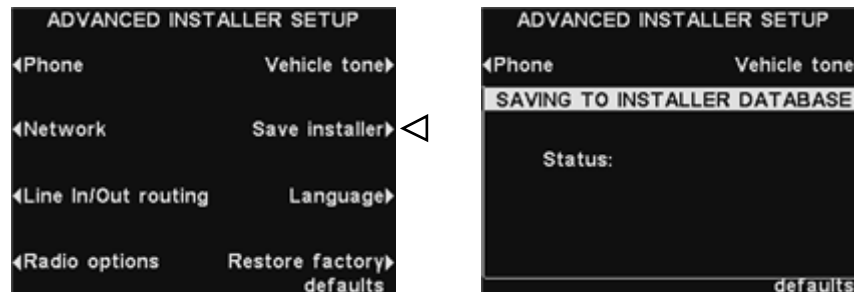 ADVANCED INSTALLER SETUP
Phone Vehicle tone
Network Save installer
Line In/Out routing Language
Radio options Restore factory
defaults
ADVANCED INSTALLER SETUP
Phone Vehicle tone
SAVING TO INSTALLER DATABASE
Status:
defaults